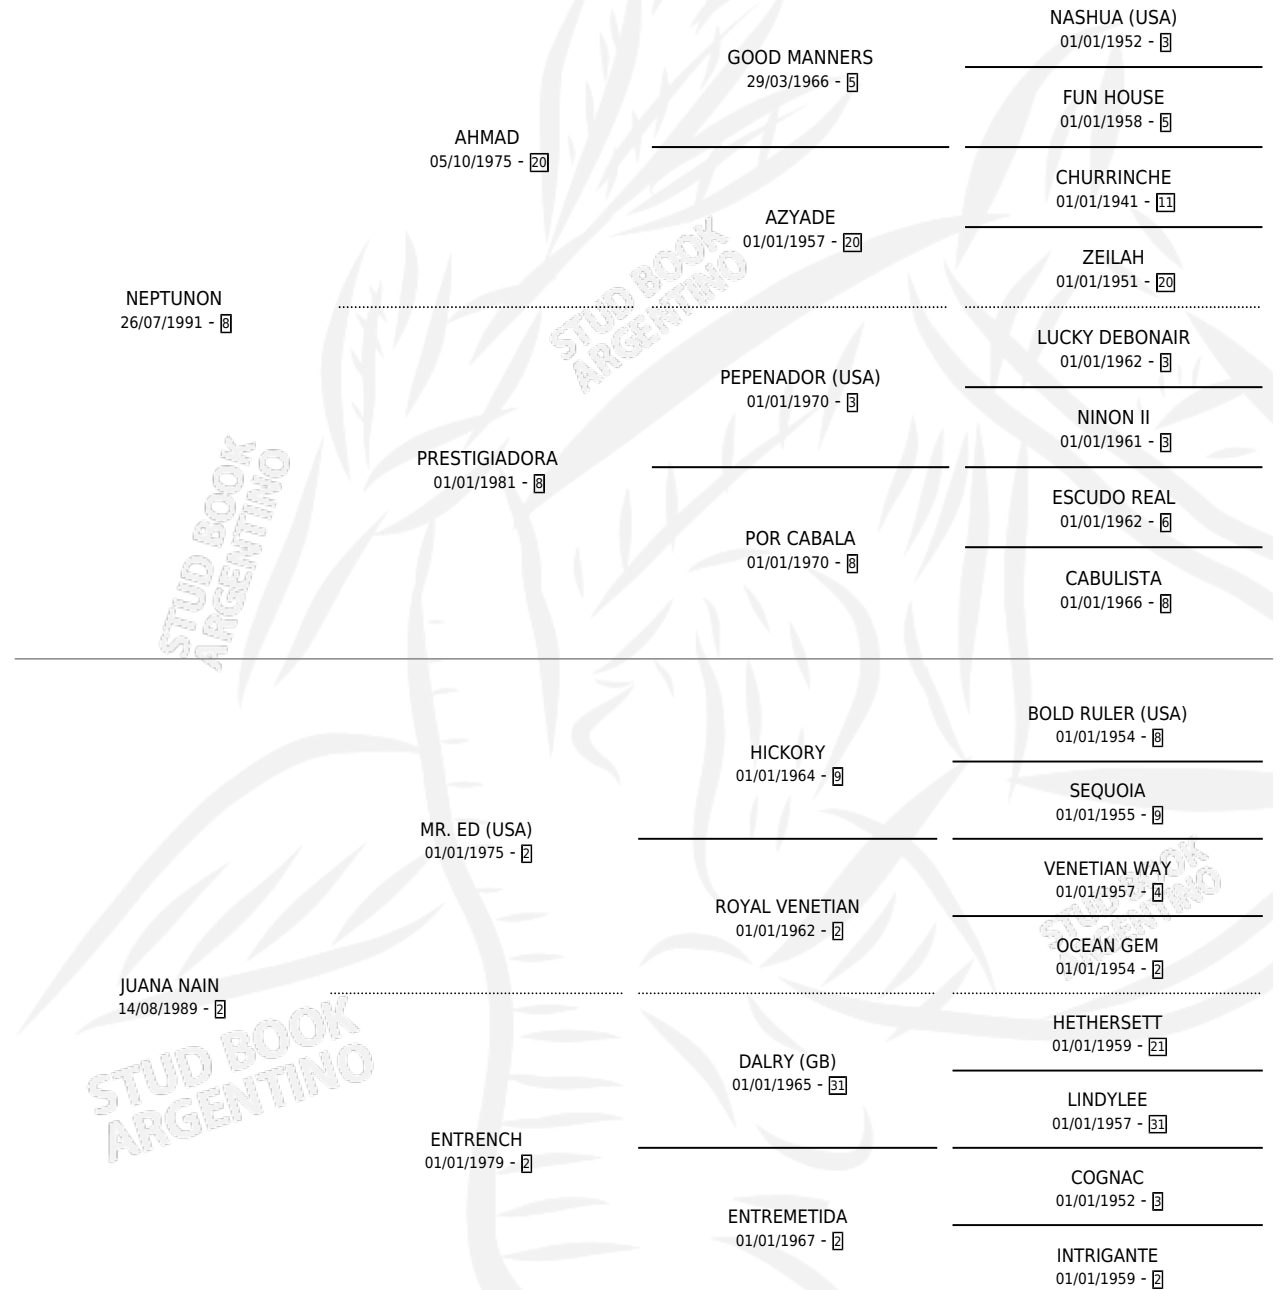 NASHUA (USA)
01/01/1952 - 3
GOOD MANNERS
29/03/1966 - 5
FUN HOUSE
01/01/1958 - 5
AHMAD
05/10/1975 - 20
CHURRINCHE
01/01/1941 - 11
AZYADE
01/01/1957 - 20
ZEILAH
01/01/1951 - 20
NEPTUNON
26/07/1991 - 8
LUCKY DEBONAIR
01/01/1962 - 3
PEPENADOR (USA)
01/01/1970 - 3
NINON II
01/01/1961 - 3
PRESTIGIADORA
01/01/1981 - 8
ESCUDO REAL
01/01/1962 - 6
POR CABALA
01/01/1970 - 8
CABULISTA
01/01/1966 - 8
BOLD RULER (USA)
01/01/1954 - 8
HICKORY
01/01/1964 - 9
SEQUOIA
01/01/1955 - 9
MR. ED (USA)
01/01/1975 - 2
VENETIAN WAY
01/01/1957 - 4
ROYAL VENETIAN
01/01/1962 - 2
OCEAN GEM
01/01/1954 - 2
JUANA NAIN
14/08/1989 - 2
HETHERSETT
01/01/1959 - 21
DALRY (GB)
01/01/1965 - 31
LINDYLEE
01/01/1957 - 31
ENTRENCH
01/01/1979 - 2
COGNAC
01/01/1952 - 3
ENTREMETIDA
01/01/1967 - 2
INTRIGANTE
01/01/1959 - 2
STUD BOOK
ARGENTINO
STUD BOOK
ARGENTINO
STUD BOOK
ARGENTINO
STUD BOOK
ARGENTINO